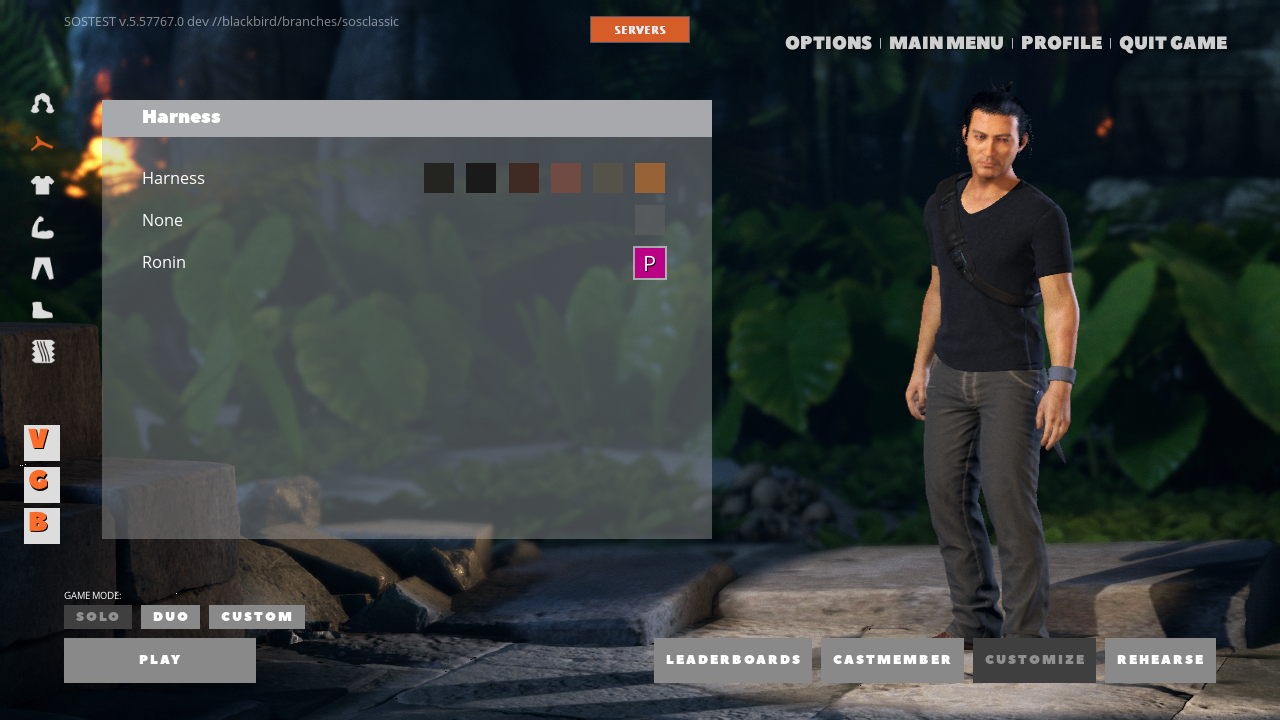 SOSTEST v.5.57767.0 dev //blackbird/branches/sosclassic
SERVERS
OPTIONS | MAIN MENU | PROFILE | QUIT GAME
Harness
Harness
None
Ronin P
V
G
B
GAME MODE:
SOLO DUO CUSTOM
PLAY LEADERBOARDS CASTMEMBER CUSTOMIZE REHEARSE